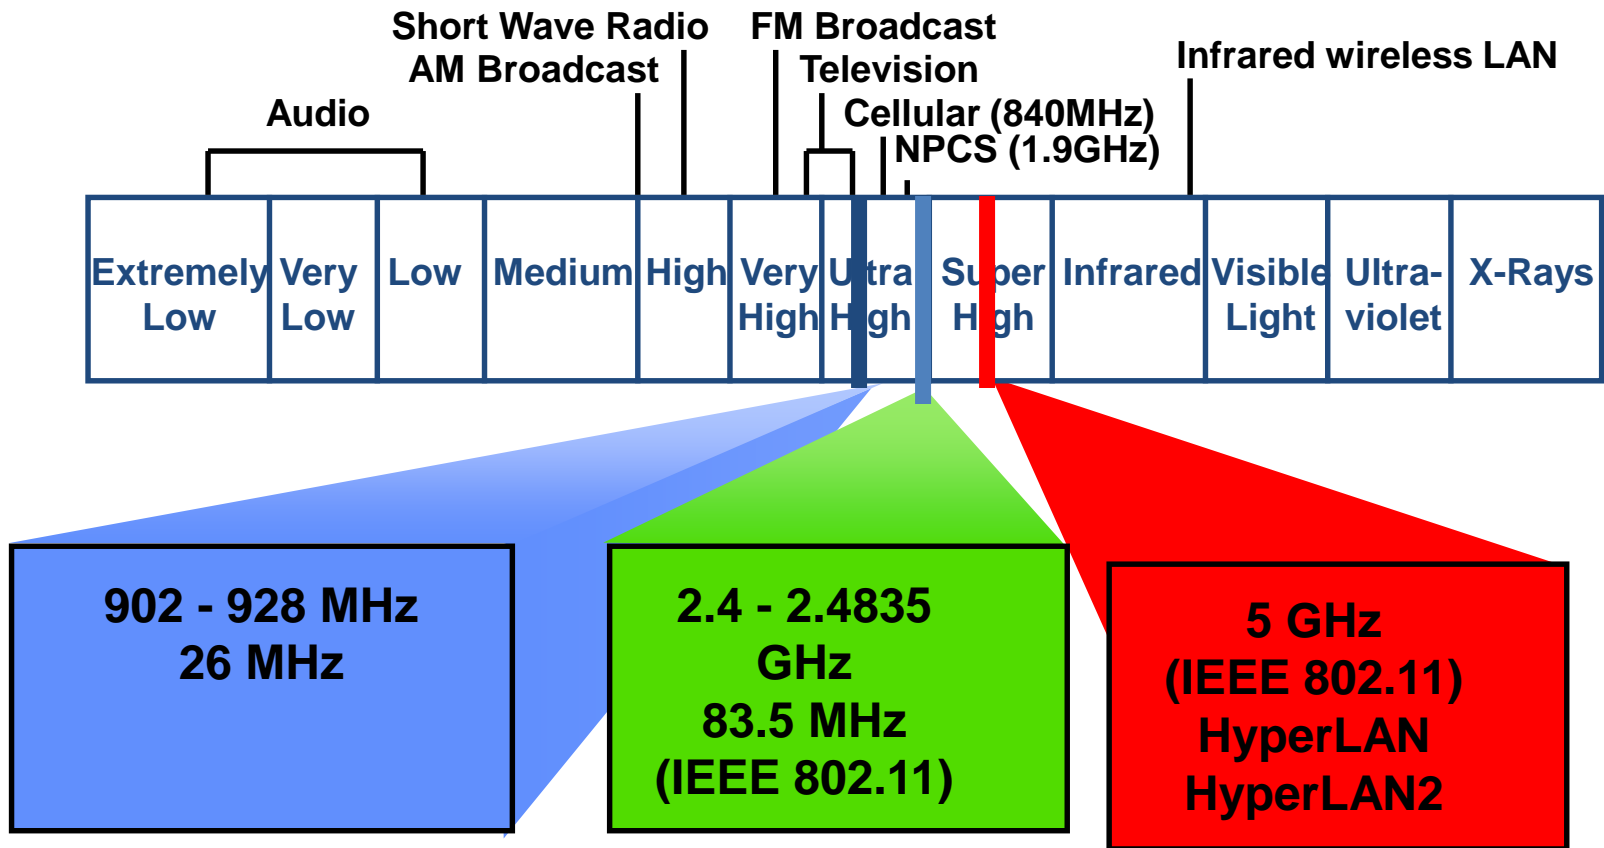 Short Wave Radio
FM Broadcast
AM Broadcast
Television
Infrared wireless LAN
Audio
Cellular (840MHz)
NPCS (1.9GHz)
Extremely
Low
Very
Low
Low
Medium
High
Very
High
Ultra
High
Super
High
Infrared
Visible
Light
Ultra-
violet
X-Rays
902 - 928 MHz
26 MHz
2.4 - 2.4835
GHz
83.5 MHz
(IEEE 802.11)
5 GHz
(IEEE 802.11)
HyperLAN
HyperLAN2